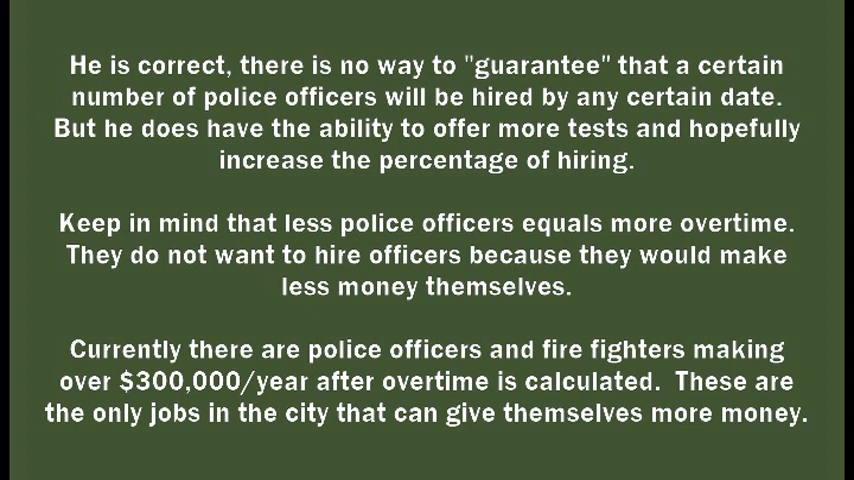 He is correct, there is no way to "guarantee" that a certain
number of police officers will be hired by any certain date.
But he does have the ability to offer more tests and hopefully
increase the percentage of hiring.
Keep in mind that less police officers equals more overtime.
They do not want to hire officers because they would make
less money themselves.
Currently there are police officers and fire fighters making
over $300,000/year after overtime is calculated.  These are
the only jobs in the city that can give themselves more money.